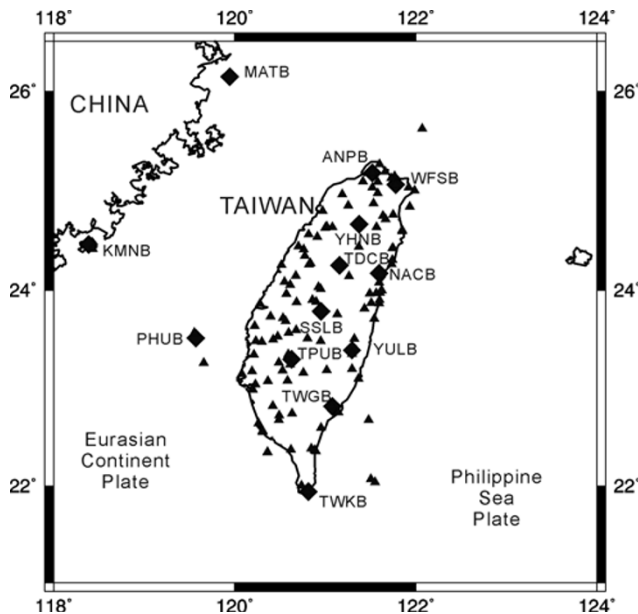 118° 120° 122° 124°
MATB
26° 26°
CHINA
ANPB
WFSB
TAIWAN
YHNB
KMNB
TDCB
NACB
24° 24°
SSLB
PHUB
TPUB
YULB
TWGB
Eurasian
Continent
Plate
Philippine
Sea
Plate
22° 22°
TWKB
118° 120° 122° 124°